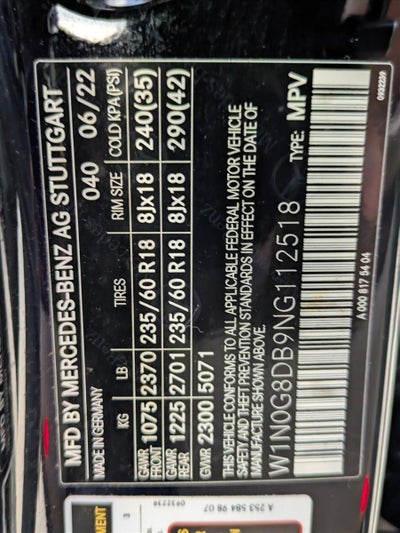 MFD BY MERCEDES-BENZ AG STUTTGART
MADE IN GERMANY 040 06/22
KG LB TIRES RIM SIZE COLD KPA(PSI)
GAWR FRONT 1075 2370 235/60 R18 8Jx18 240(35)
GAWR REAR 1225 2701 235/60 R18 8Jx18 290(42)
GVWR 2300 5071
THIS VEHICLE CONFORMS TO ALL APPLICABLE FEDERAL MOTOR VEHICLE
SAFETY AND THEFT PREVENTION STANDARDS IN EFFECT ON THE DATE OF
MANUFACTURE SHOWN ABOVE.
W1N0G8DB9NG112518 TYPE: MPV
A 000 817 54 04
0932239
A 253 584 98 07
0932238